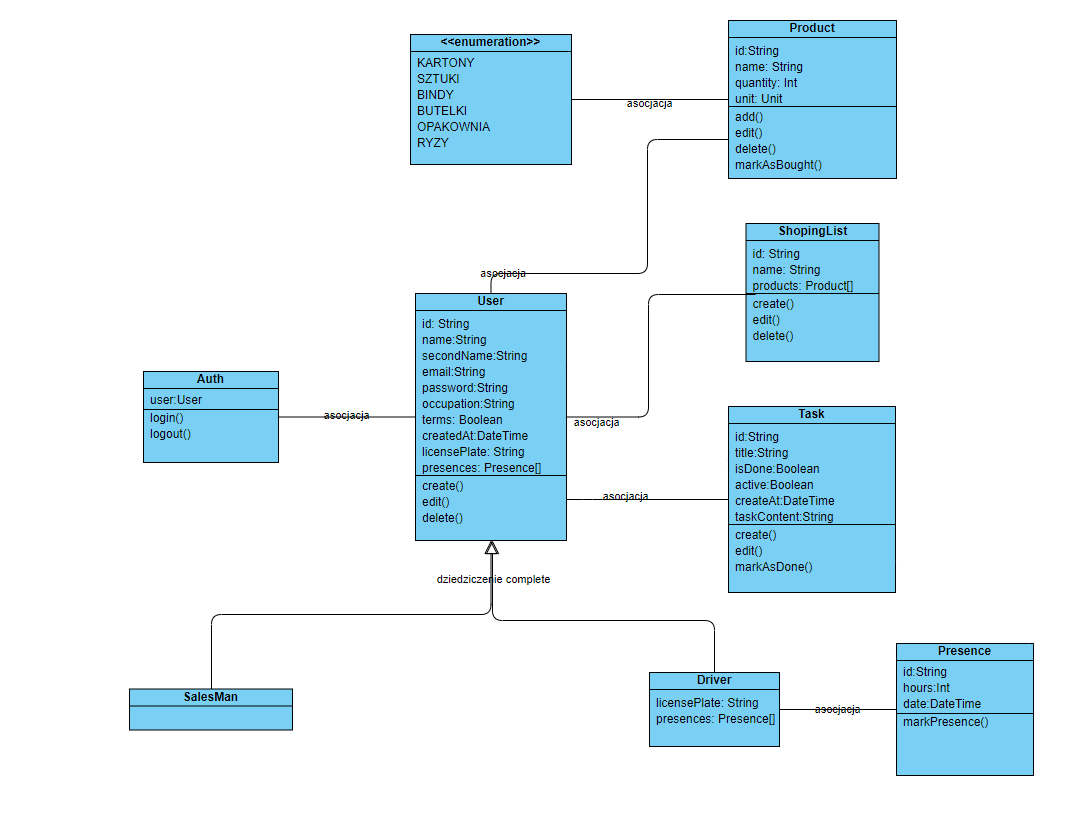 <<enumeration>>
KARTONY
SZTUKI
BINDY
BUTELKI
OPAKOWNIA
RYZY
asocjacja
Product
id:String
name: String
quantity: Int
unit: Unit
add()
edit()
delete()
markAsBought()
ShopingList
id: String
name: String
products: Product[]
create()
edit()
delete()
asocjacja
User
id: String
name:String
secondName:String
email:String
password:String
occupation:String
terms: Boolean
createdAt:DateTime
licensePlate: String
presences: Presence[]
create()
edit()
delete()
Auth
user:User
login()
logout()
asocjacja
asocjacja
asocjacja
Task
id:String
title:String
isDone:Boolean
active:Boolean
createAt:DateTime
taskContent:String
create()
edit()
markAsDone()
dziedziczenie complete
SalesMan
Driver
licensePlate: String
presences: Presence[]
asocjacja
Presence
id:String
hours:Int
date:DateTime
markPresence()